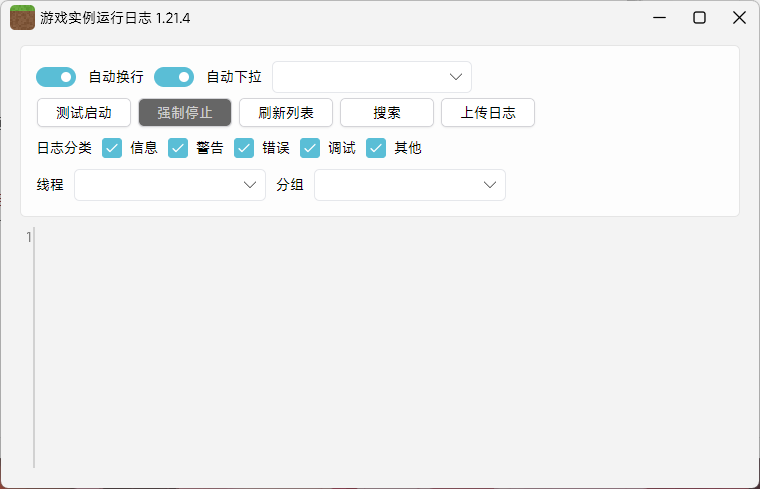 游戏实例运行日志 1.21.4
自动换行 自动下拉
测试启动 强制停止 刷新列表 搜索 上传日志
日志分类 信息 警告 错误 调试 其他
线程 分组
1